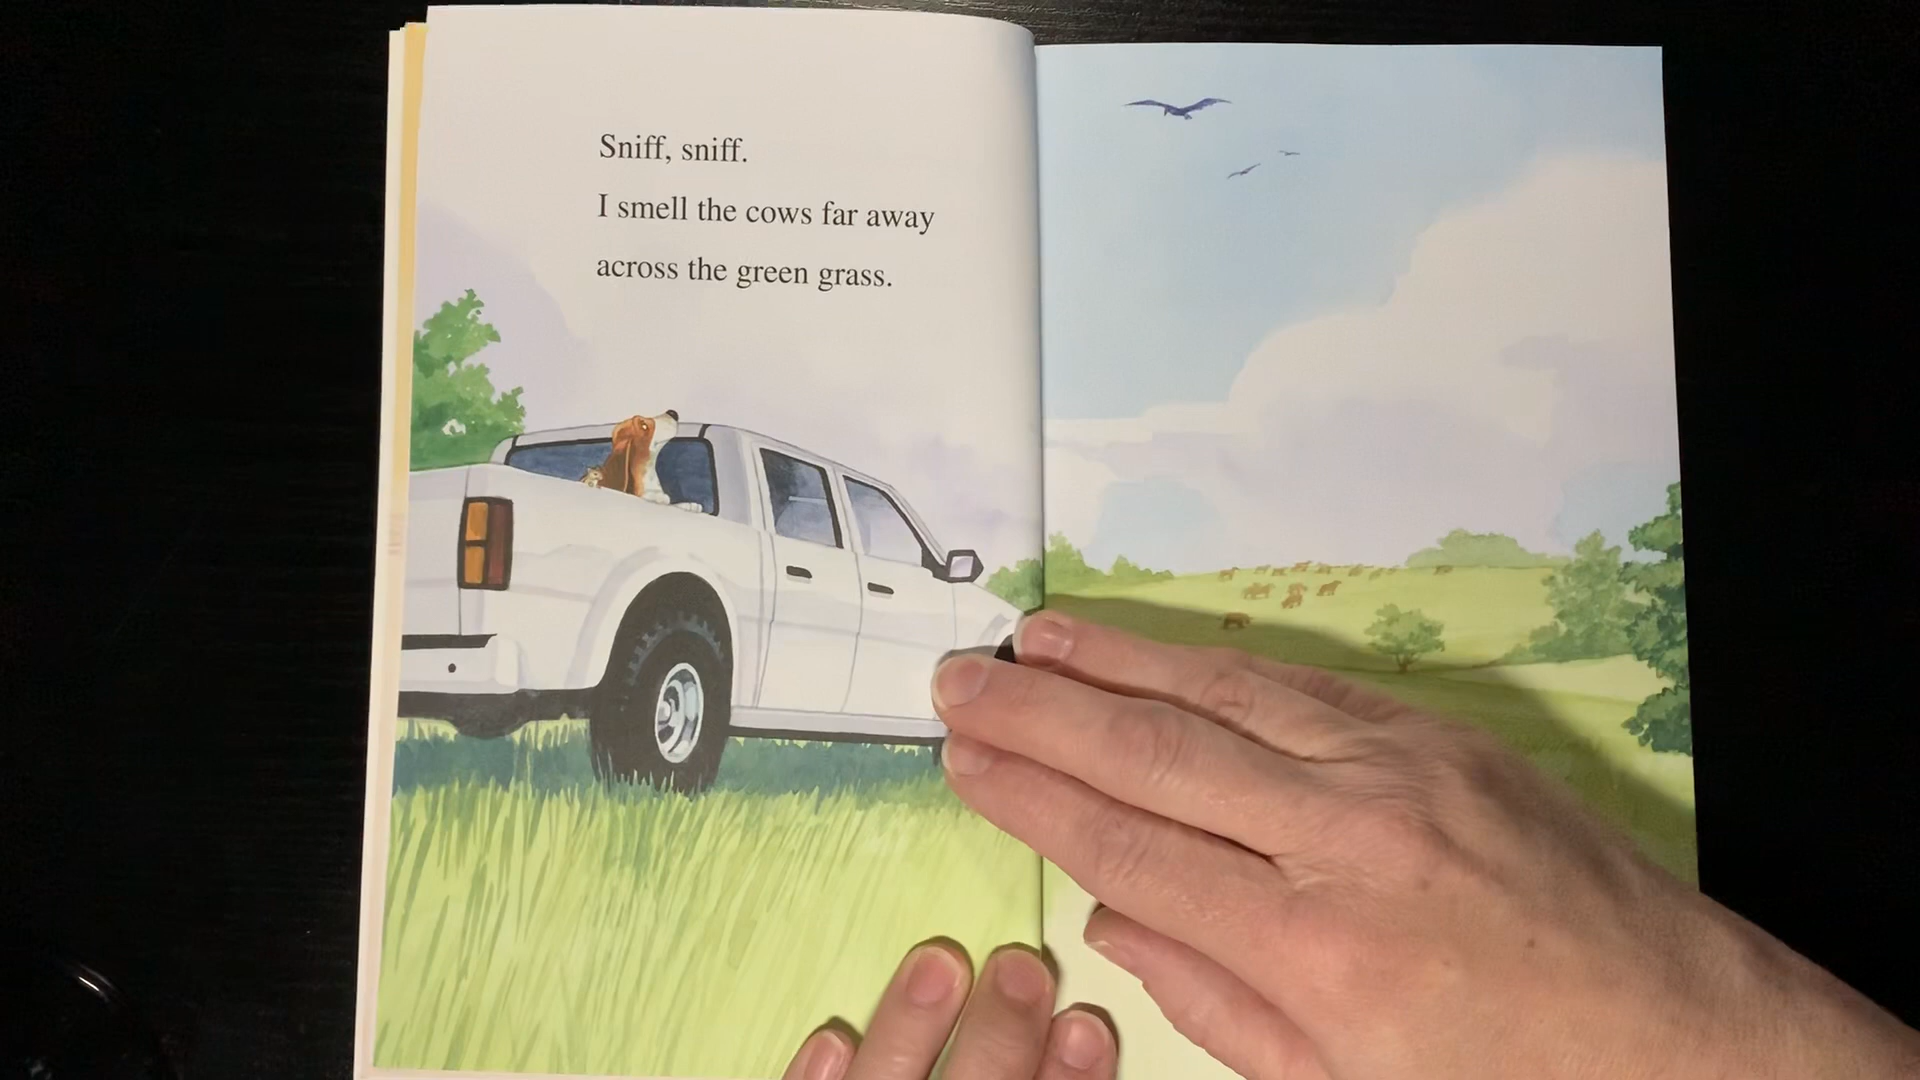 Sniff, sniff.
I smell the cows far away
across the green grass.